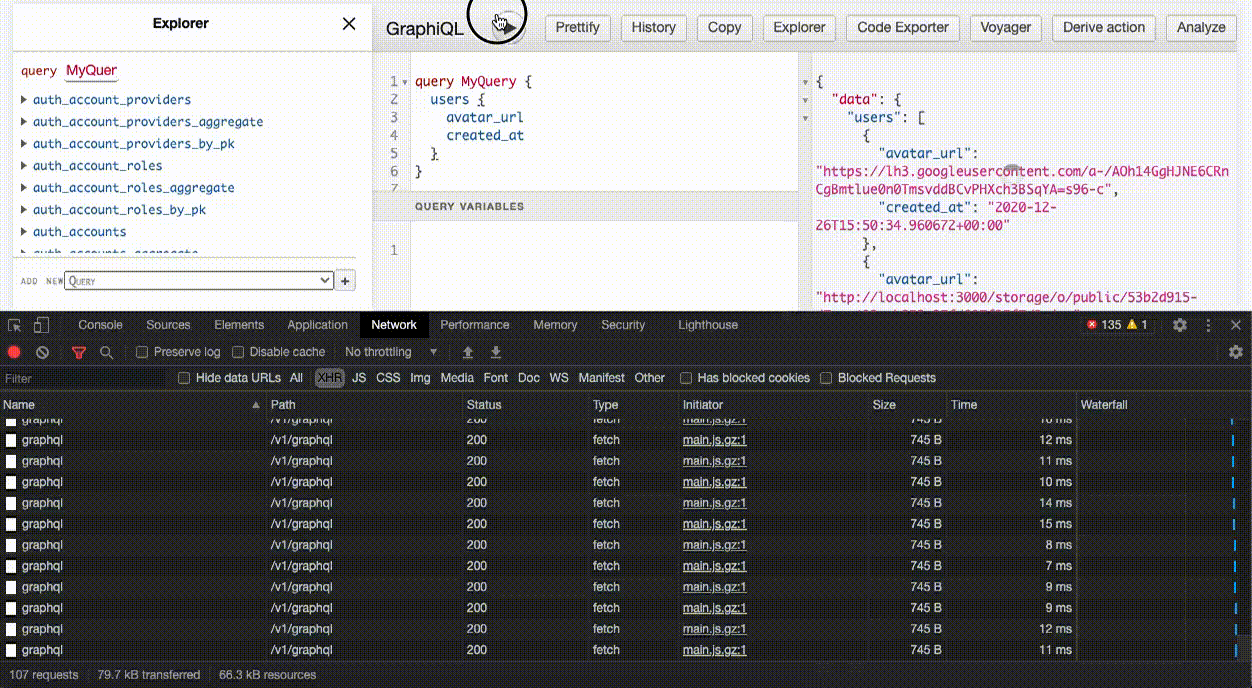 Explorer
query MyQuer
auth_account_providers
auth_account_providers_aggregate
auth_account_providers_by_pk
auth_account_roles
auth_account_roles_aggregate
auth_account_roles_by_pk
auth_accounts
auth_accounts_aggregate
ADD NEW Query +
GraphiQL Prettify History Copy Explorer Code Exporter Voyager Derive action Analyze
1 query MyQuery {
2 users {
3 avatar_url
4 created_at
5 }
6 }
7
QUERY VARIABLES
1
{
"data": {
"users": [
{
"avatar_url":
"https://lh3.googleusercontent.com/a-/AOh14GgHJNE6CRn
CgBmtlue0n0TmsvddBCvPHXch3BSqYA=s96-c",
"created_at": "2020-12-
26T15:50:34.960672+00:00"
},
{
"avatar_url":
"http://localhost:3000/storage/o/public/53b2d915-
Console Sources Elements Application Network Performance Memory Security Lighthouse 135 1
Preserve log Disable cache No throttling
Filter Hide data URLs All XHR JS CSS Img Media Font Doc WS Manifest Other Has blocked cookies Blocked Requests
Name Path Status Type Initiator Size Time Waterfall
graphql /v1/graphql 200 fetch main.js.gz:1 745 B 10 ms
graphql /v1/graphql 200 fetch main.js.gz:1 745 B 12 ms
graphql /v1/graphql 200 fetch main.js.gz:1 745 B 11 ms
graphql /v1/graphql 200 fetch main.js.gz:1 745 B 10 ms
graphql /v1/graphql 200 fetch main.js.gz:1 745 B 14 ms
graphql /v1/graphql 200 fetch main.js.gz:1 745 B 15 ms
graphql /v1/graphql 200 fetch main.js.gz:1 745 B 8 ms
graphql /v1/graphql 200 fetch main.js.gz:1 745 B 7 ms
graphql /v1/graphql 200 fetch main.js.gz:1 745 B 9 ms
graphql /v1/graphql 200 fetch main.js.gz:1 745 B 9 ms
graphql /v1/graphql 200 fetch main.js.gz:1 745 B 12 ms
graphql /v1/graphql 200 fetch main.js.gz:1 745 B 11 ms
107 requests 79.7 kB transferred 66.3 kB resources